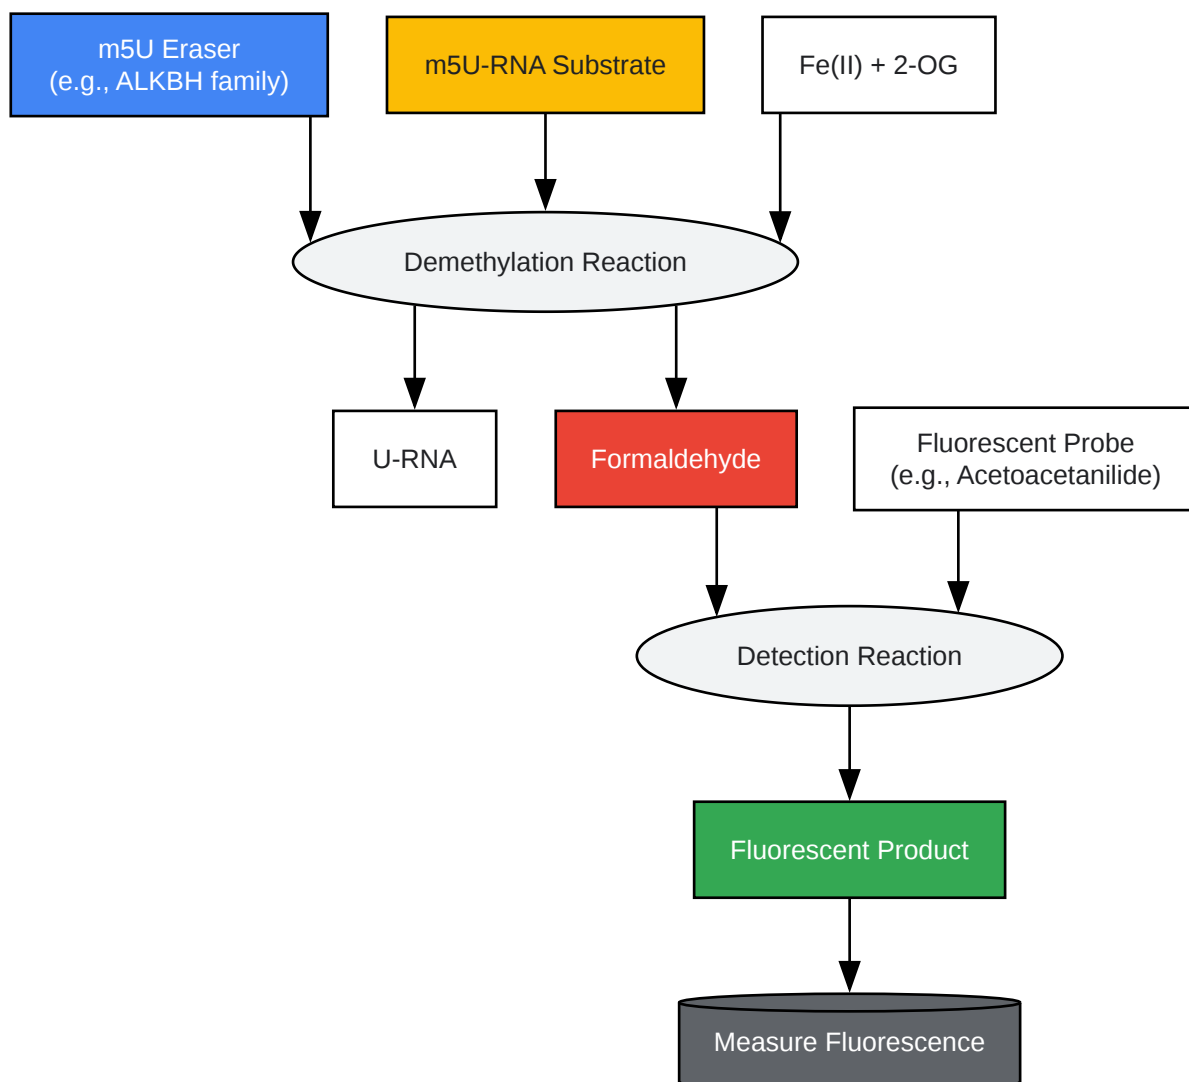 m5U Eraser
(e.g., ALKBH family)
m5U-RNA Substrate
Fe(II) + 2-OG
Demethylation Reaction
U-RNA
Formaldehyde
Fluorescent Probe
(e.g., Acetoacetanilide)
Detection Reaction
Fluorescent Product
Measure Fluorescence